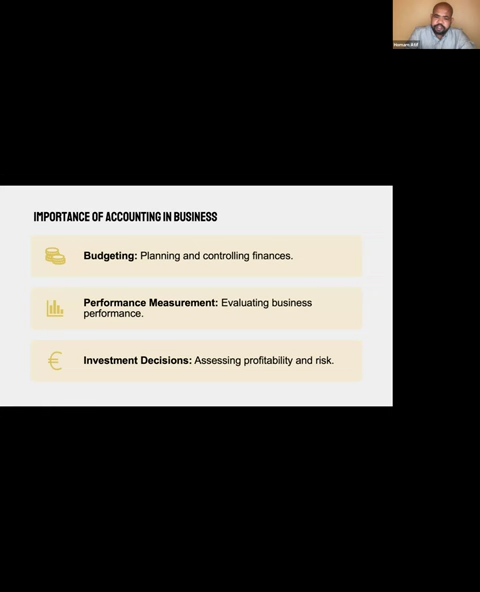 IMPORTANCE OF ACCOUNTING IN BUSINESS
Budgeting: Planning and controlling finances.
Performance Measurement: Evaluating business
performance.
Investment Decisions: Assessing profitability and risk.